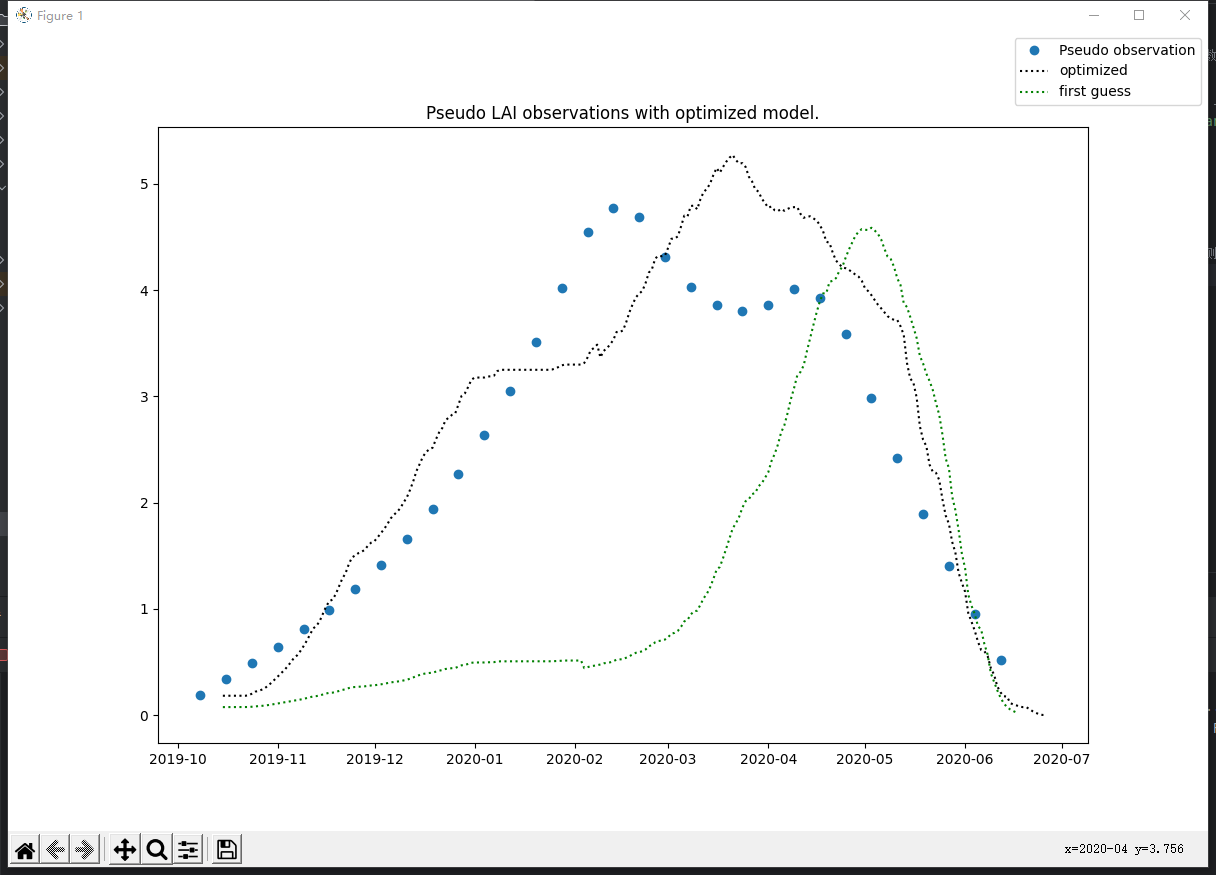 Figure 1
Pseudo observation
optimized
first guess
Pseudo LAI observations with optimized model.
5
4
3
2
1
0
2019-10 2019-11 2019-12 2020-01 2020-02 2020-03 2020-04 2020-05 2020-06 2020-07
x=2020-04 y=3.756